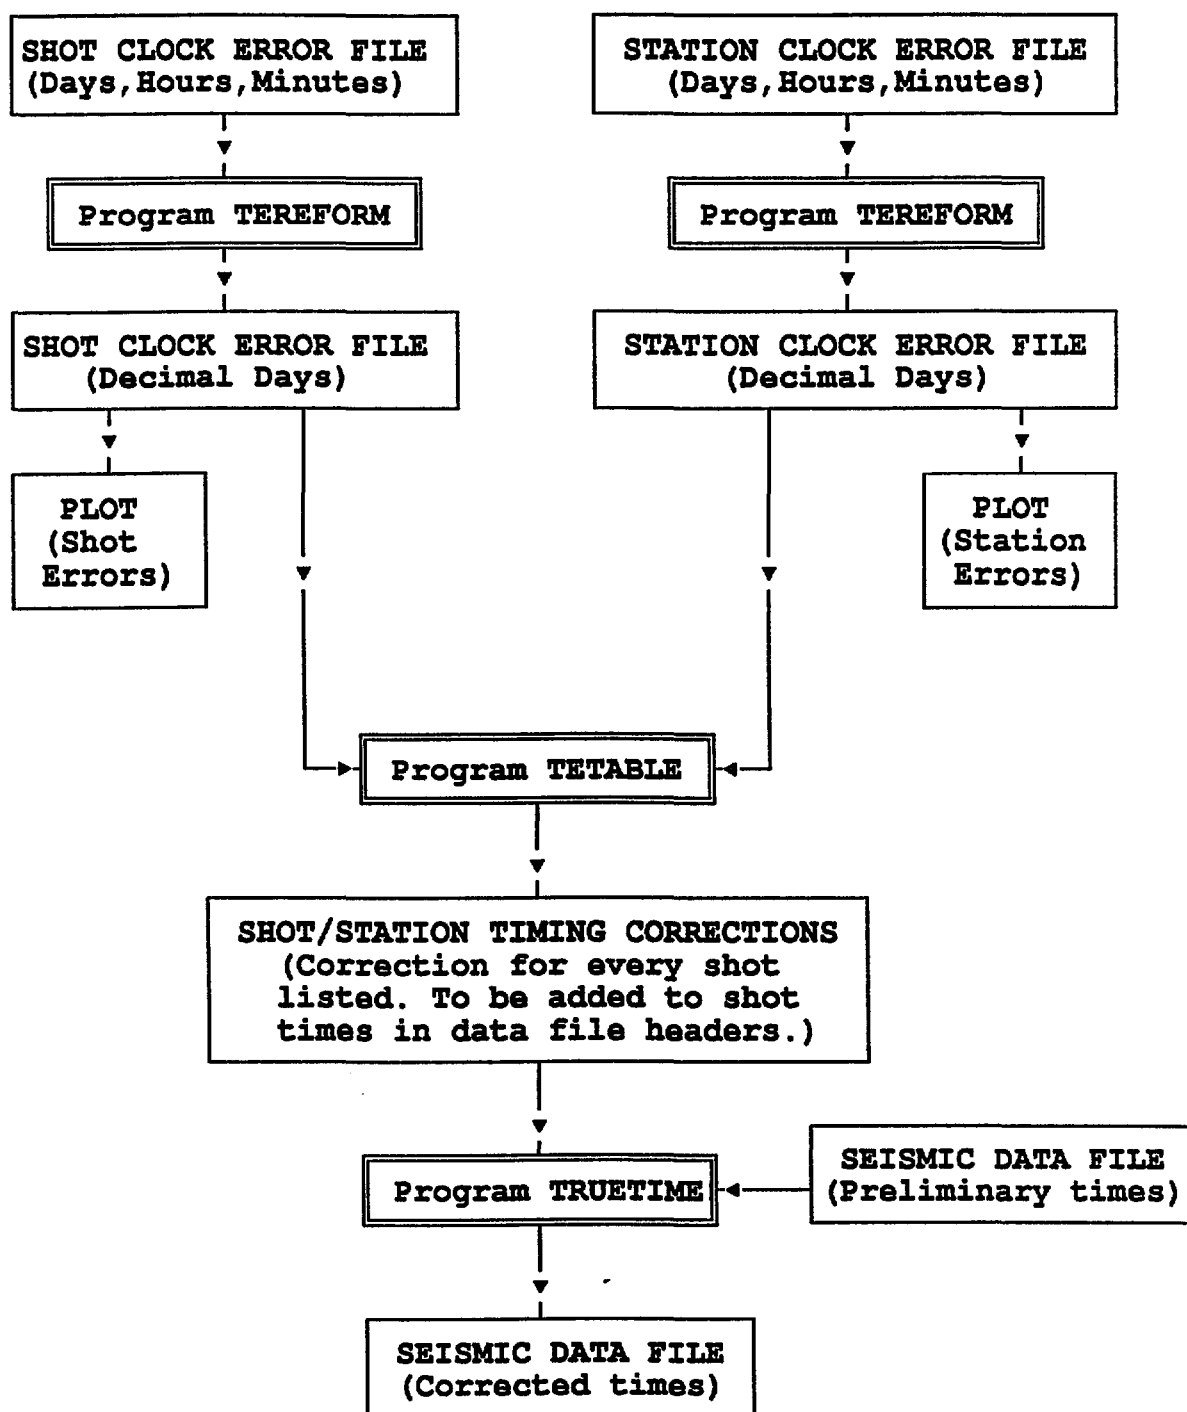 SHOT CLOCK ERROR FILE
(Days,Hours,Minutes)
STATION CLOCK ERROR FILE
(Days,Hours,Minutes)
Program TEREFORM
Program TEREFORM
SHOT CLOCK ERROR FILE
(Decimal Days)
STATION CLOCK ERROR FILE
(Decimal Days)
PLOT
(Shot
Errors)
PLOT
(Station
Errors)
Program TETABLE
SHOT/STATION TIMING CORRECTIONS
(Correction for every shot
listed. To be added to shot
times in data file headers.)
Program TRUETIME
SEISMIC DATA FILE
(Preliminary times)
SEISMIC DATA FILE
(Corrected times)